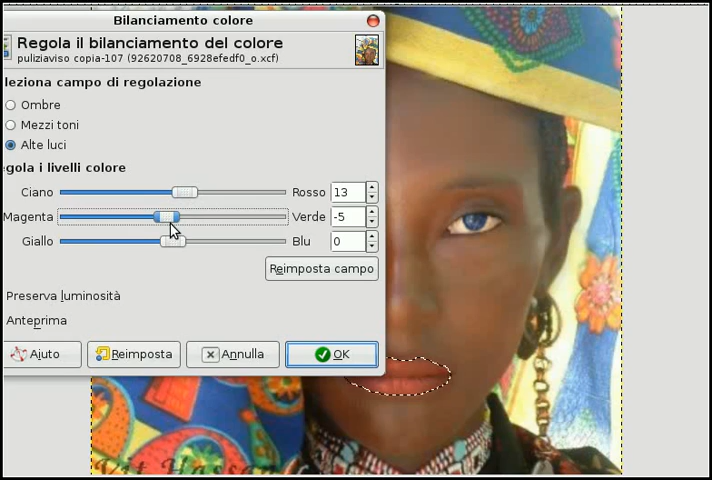 Bilanciamento colore
Regola il bilanciamento del colore
puliziaviso copia-107 (92620708_6928efedf0_o.xcf)
leziona campo di regolazione
Ombre
Mezzi toni
Alte luci
egola i livelli colore
Ciano Rosso 13
Magenta Verde -5
Giallo Blu 0
Reimposta campo
Preserva luminosità
Anteprima
Aiuto Reimposta Annulla OK